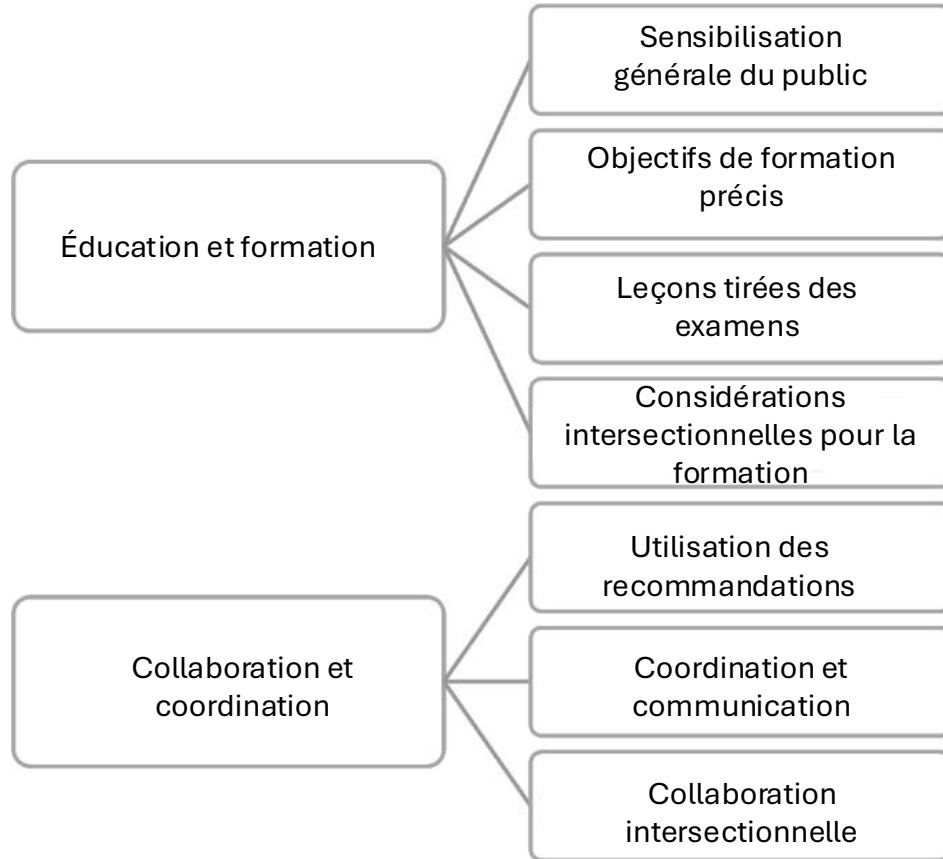 Éducation et formation
Sensibilisation
générale du public
Objectifs de formation
précis
Leçons tirées des
examens
Considérations
intersectionnelles pour la
formation
Collaboration et
coordination
Utilisation des
recommandations
Coordination et
communication
Collaboration
intersectionnelle